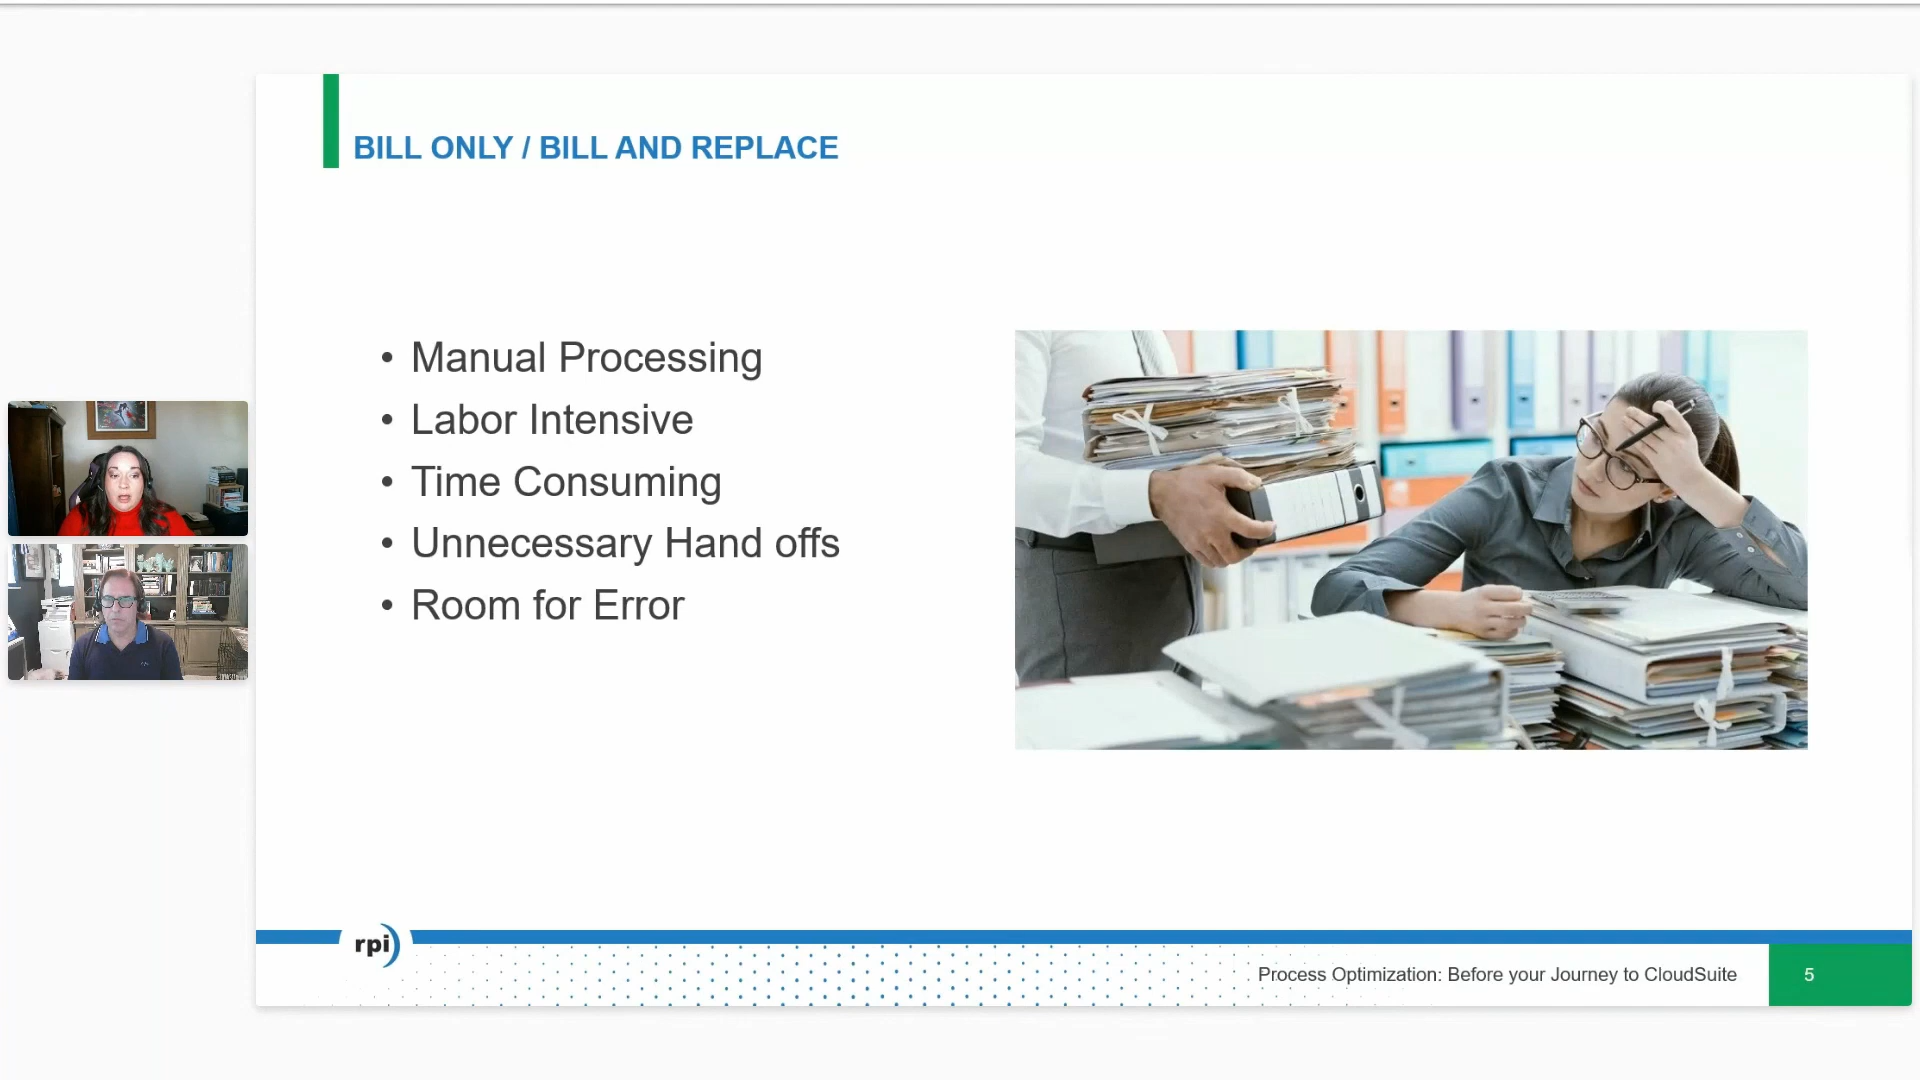 BILL ONLY / BILL AND REPLACE
• Manual Processing
• Labor Intensive
• Time Consuming
• Unnecessary Hand offs
• Room for Error
rpi
Process Optimization: Before your Journey to CloudSuite
5